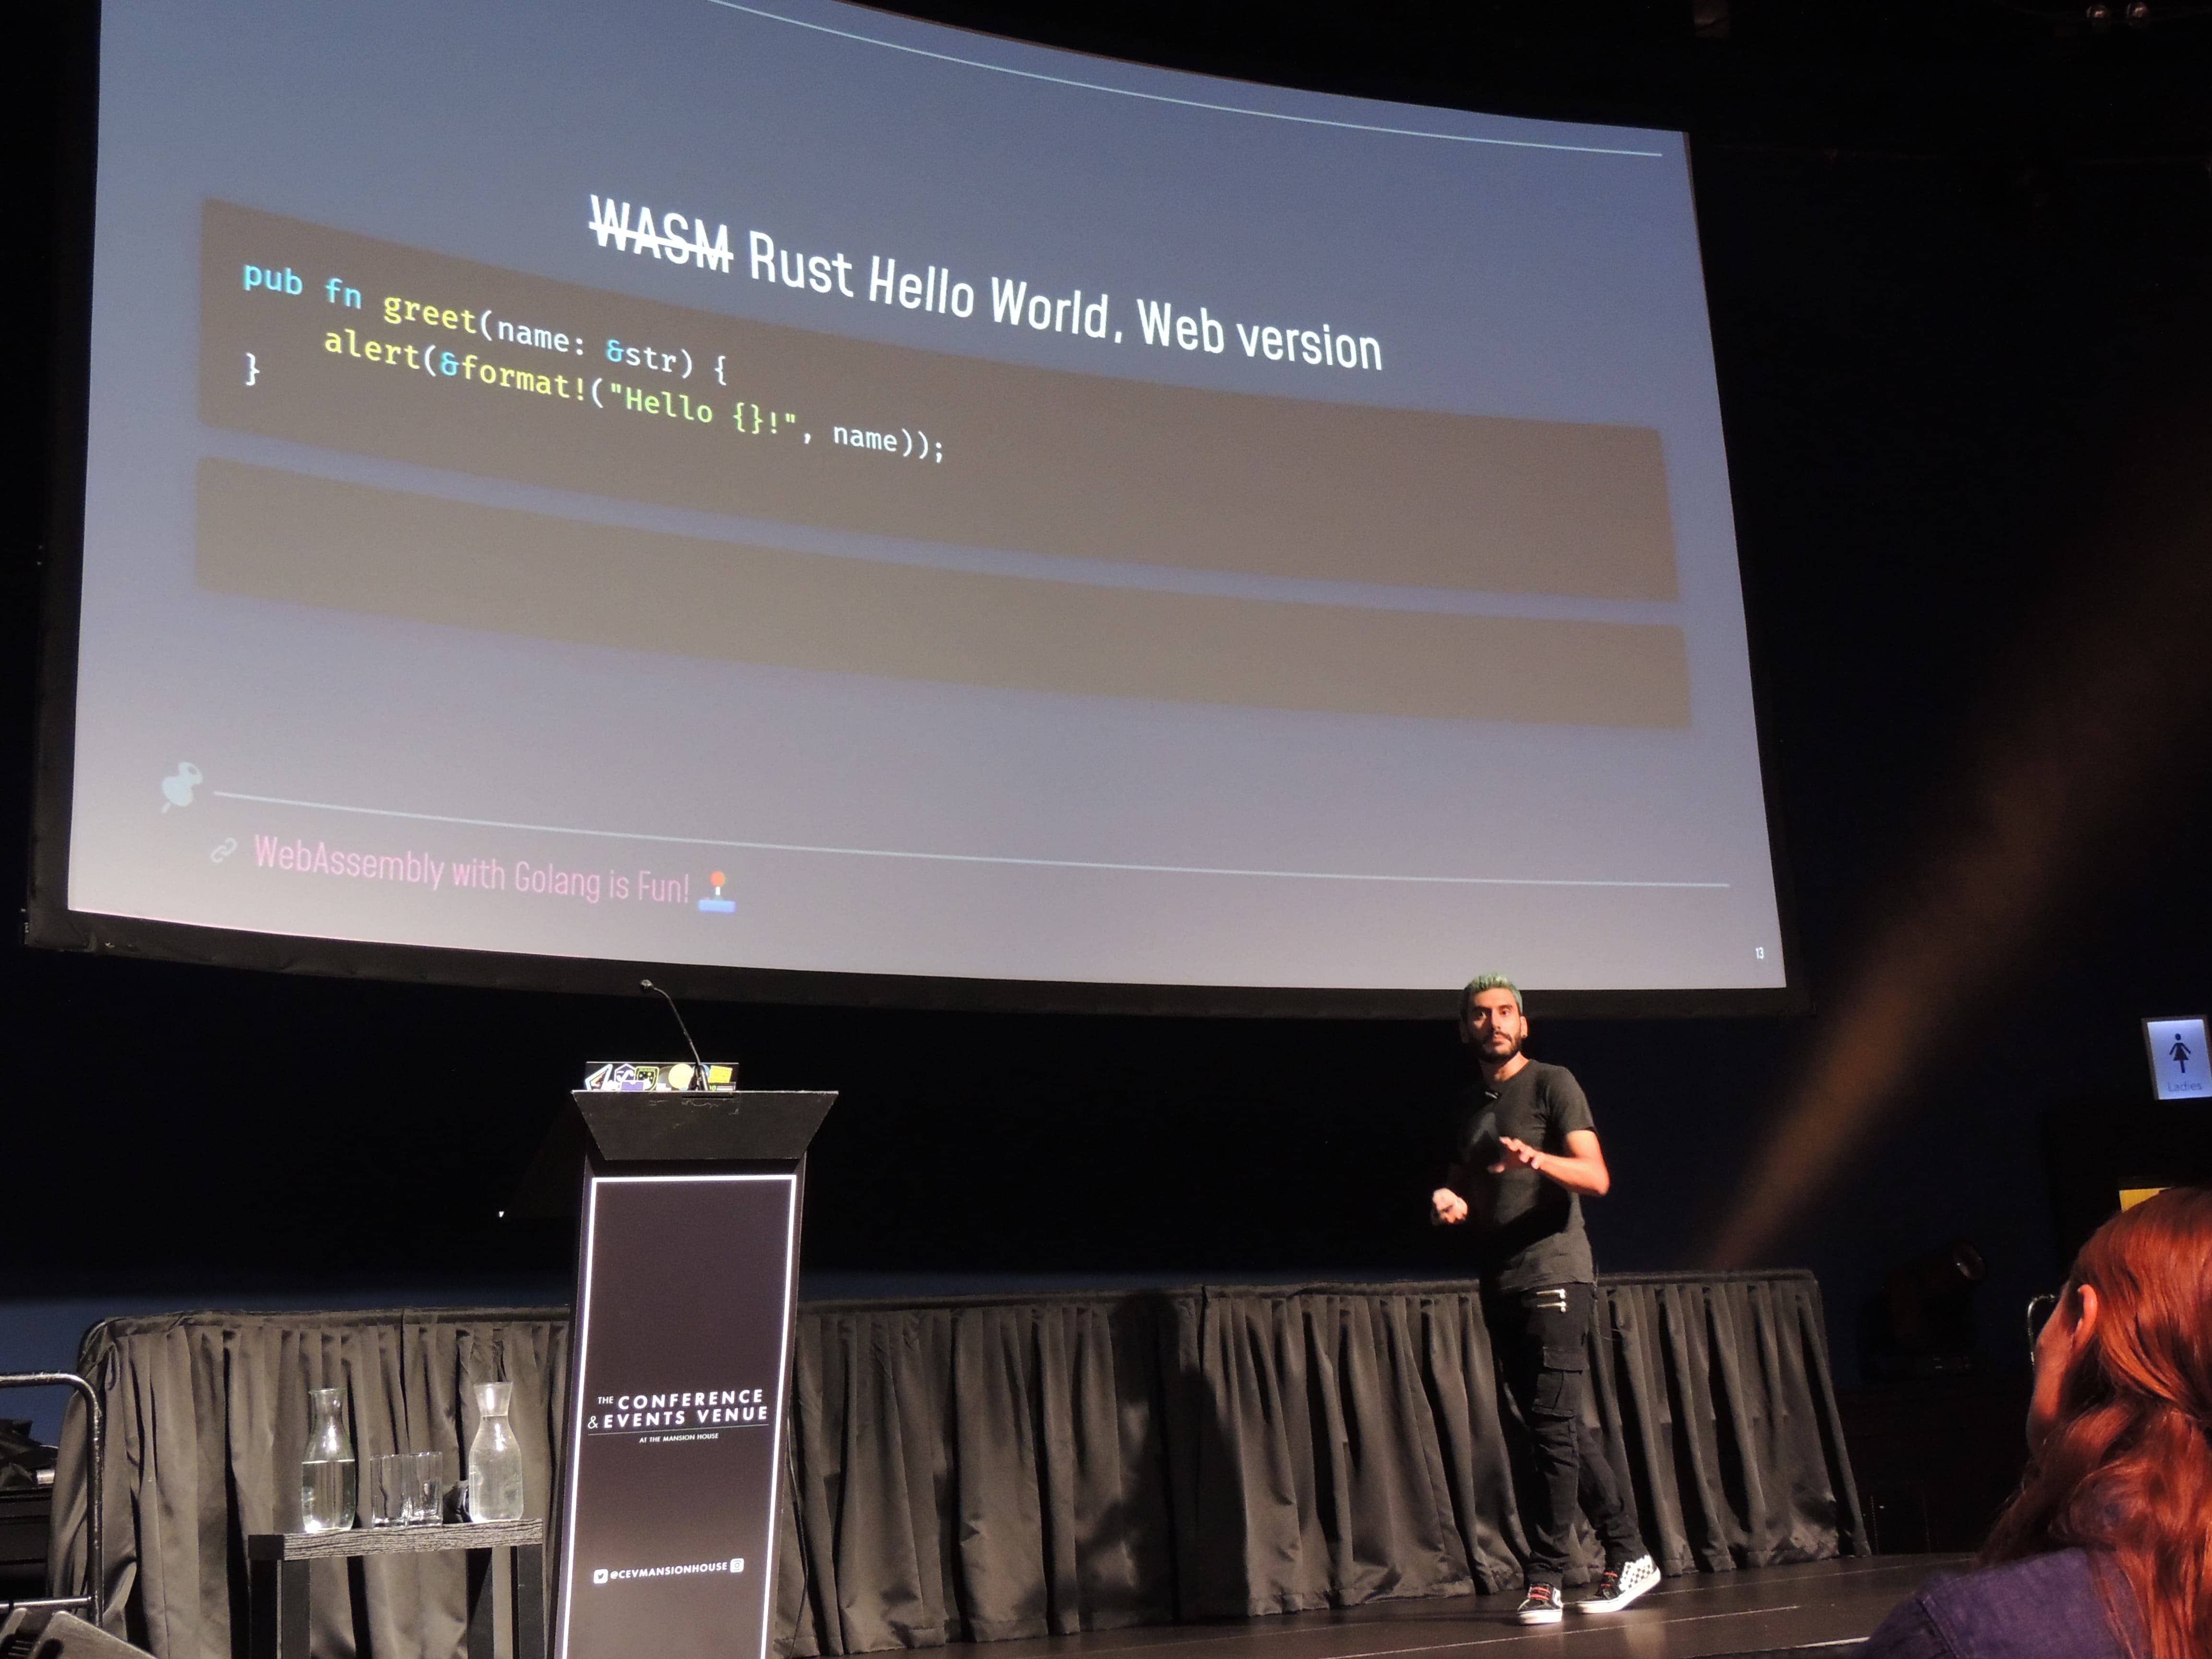 WASM Rust Hello World, Web version
pub fn greet(name: &str) {
    alert(&format!("Hello {}!", name));
}
WebAssembly with Golang is Fun! 🕹️
13
Ladies
THE CONFERENCE
& EVENTS VENUE
AT THE MANSION HOUSE
@CEVMANSIONHOUSE